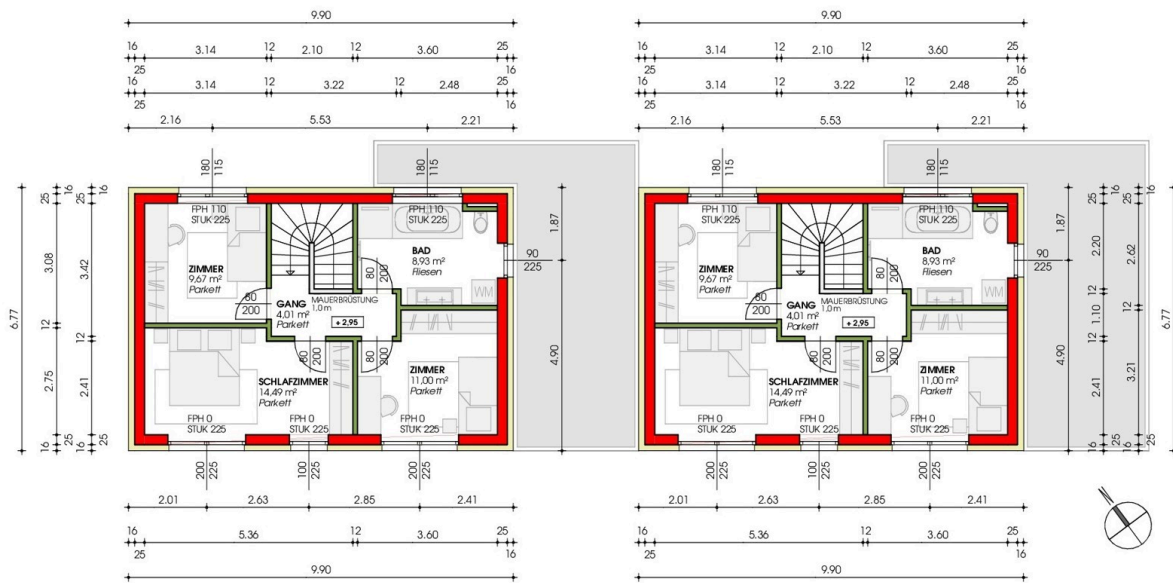 9.90 9.90
16 3.14 12 2.10 12 3.60 25 16 3.14 12 2.10 12 3.60 25
25 16 25 16
16 3.14 12 3.22 12 2.48 25 16 3.14 12 3.22 12 2.48 25
25 16 25 16
2.16 5.53 2.21 2.16 5.53 2.21
180 115 180 115 180 115 180 115
6.77
16 25 3.08 12 2.75 25 16
16 25 3.42 12 2.41 25 16
FPH 110
STUK 225
ZIMMER
9,67 m²
Parkett
80
200
GANG
4,01 m²
Parkett
MAUERBRÜSTUNG
1,0 m
+ 2,95
FPH 110
STUK 225
BAD
8,93 m²
Fliesen
WM
80
200
SCHLAFZIMMER
14,49 m²
Parkett
80
200
FPH 0
STUK 225
FPH 0
STUK 225
ZIMMER
11,00 m²
Parkett
80
200
FPH 0
STUK 225
1.87
90
225
4.90
FPH 110
STUK 225
ZIMMER
9,67 m²
Parkett
80
200
GANG
4,01 m²
Parkett
MAUERBRÜSTUNG
1,0 m
+ 2,95
FPH 110
STUK 225
BAD
8,93 m²
Fliesen
WM
80
200
SCHLAFZIMMER
14,49 m²
Parkett
80
200
FPH 0
STUK 225
FPH 0
STUK 225
ZIMMER
11,00 m²
Parkett
80
200
FPH 0
STUK 225
1.87
90
225
4.90
16 25 2.20 12 1.10 12 2.41 25 16
16 25 2.62 12 3.21 25 16
6.77
200 225 100 225 200 225 200 225 100 225 200 225
2.01 2.63 2.85 2.41 2.01 2.63 2.85 2.41
16 5.36 12 3.60 25 16 5.36 12 3.60 25
25 16 25 16
9.90 9.90